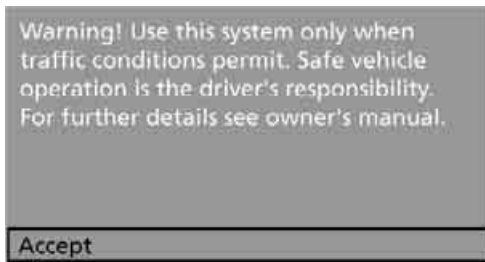 Warning! Use this system only when
traffic conditions permit. Safe vehicle
operation is the driver's responsibility.
For further details see owner's manual.
Accept